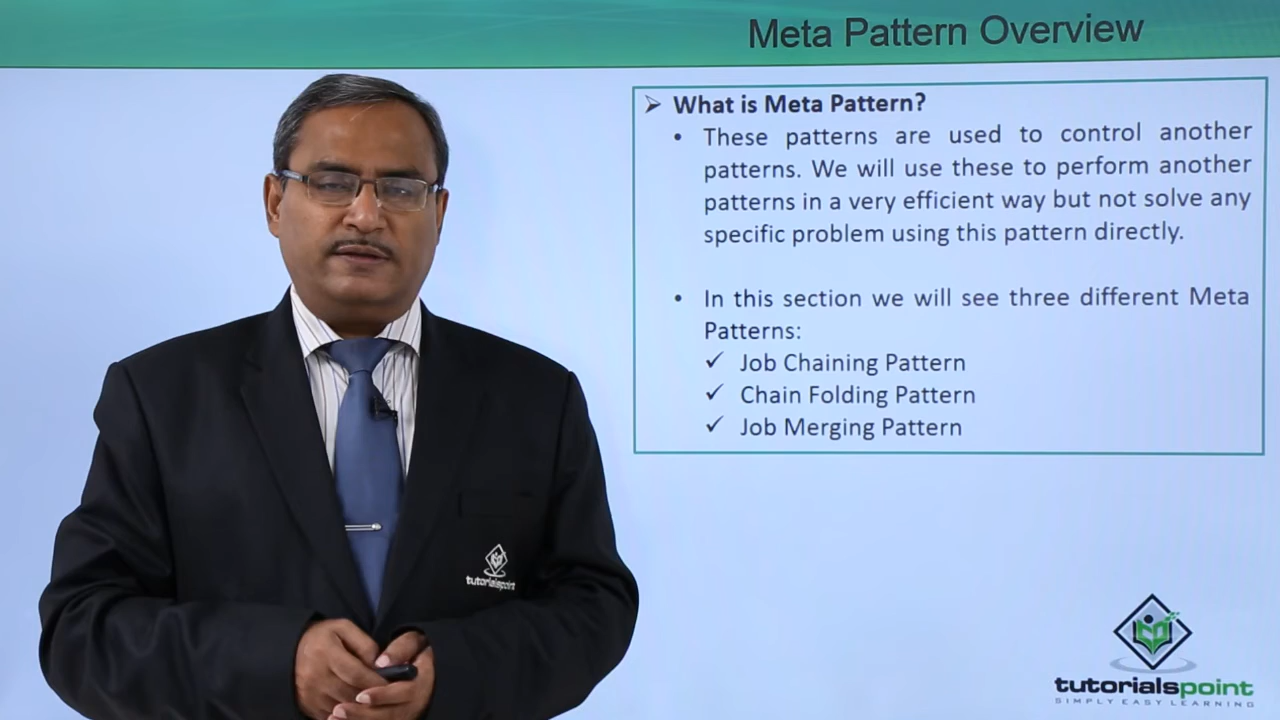 Meta Pattern Overview
➢ What is Meta Pattern?
• These patterns are used to control another
patterns. We will use these to perform another
patterns in a very efficient way but not solve any
specific problem using this pattern directly.
• In this section we will see three different Meta
Patterns:
✓ Job Chaining Pattern
✓ Chain Folding Pattern
✓ Job Merging Pattern
tutorialspoint
tutorialspoint
SIMPLY EASY LEARNING